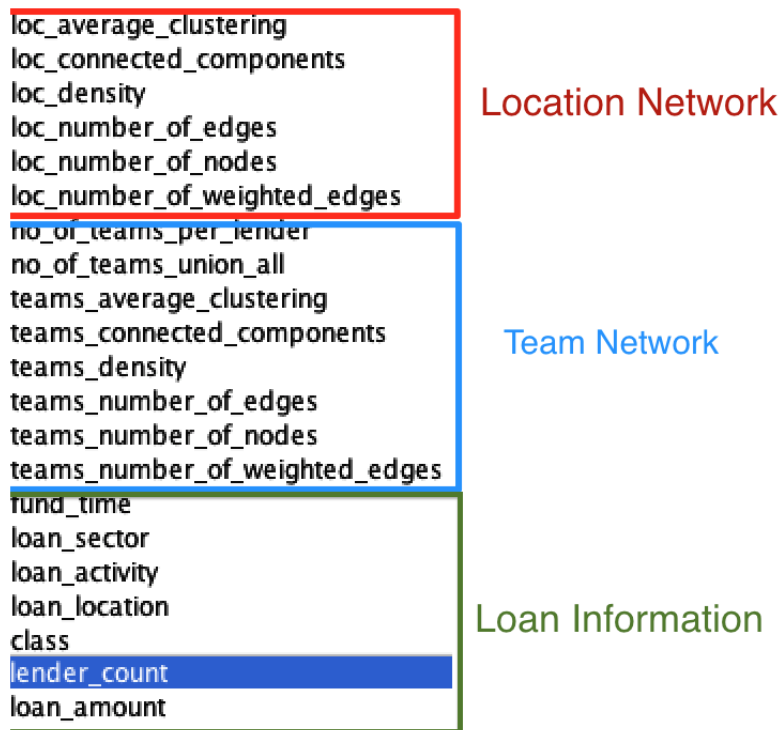 loc_average_clustering
loc_connected_components
loc_density
loc_number_of_edges
loc_number_of_nodes
loc_number_of_weighted_edges
Location Network
no_of_teams_per_lender
no_of_teams_union_all
teams_average_clustering
teams_connected_components
teams_density
teams_number_of_edges
teams_number_of_nodes
teams_number_of_weighted_edges
Team Network
fund_time
loan_sector
loan_activity
loan_location
class
lender_count
loan_amount
Loan Information